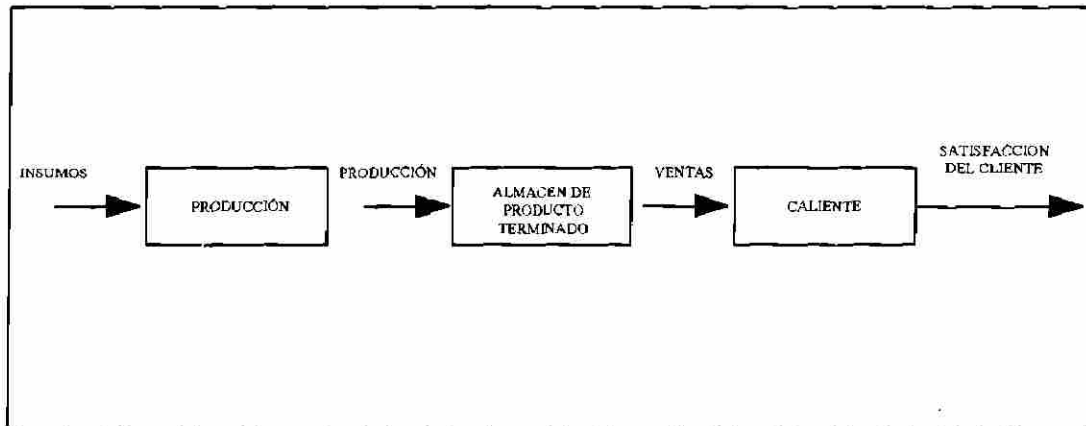 INSUMOS
PRODUCCIÓN
PRODUCCIÓN
ALMACEN DE
PRODUCTO
TERMINADO
VENTAS
CALIENTE
SATISFACCION
DEL CLIENTE